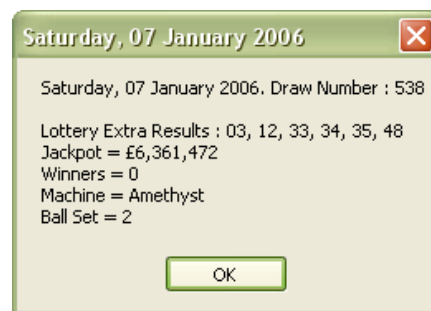 Saturday, 07 January 2006
Saturday, 07 January 2006. Draw Number : 538
Lottery Extra Results : 03, 12, 33, 34, 35, 48
Jackpot = £6,361,472
Winners = 0
Machine = Amethyst
Ball Set = 2
OK